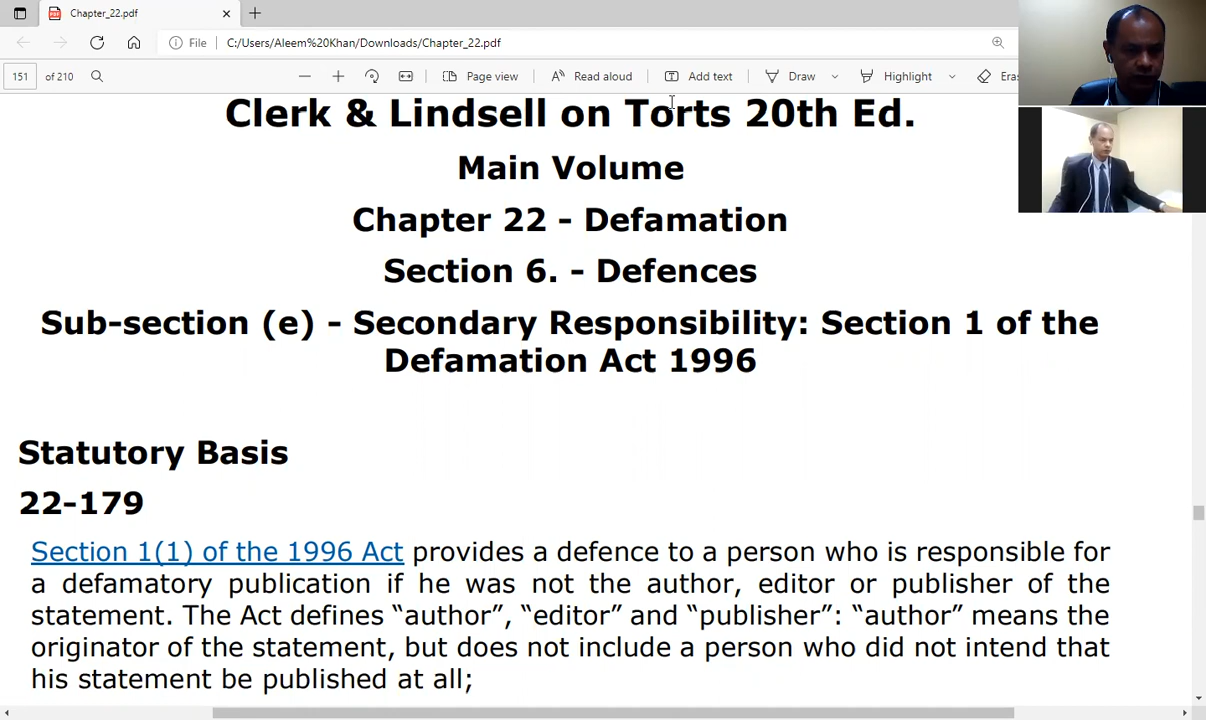 Chapter_22.pdf
File C:/Users/Aleem%20Khan/Downloads/Chapter_22.pdf
151 of 210 Page view Read aloud Add text Draw Highlight Eras
Clerk & Lindsell on Torts 20th Ed.
Main Volume
Chapter 22 - Defamation
Section 6. - Defences
Sub-section (e) - Secondary Responsibility: Section 1 of the
Defamation Act 1996
Statutory Basis
22-179
Section 1(1) of the 1996 Act provides a defence to a person who is responsible for
a defamatory publication if he was not the author, editor or publisher of the
statement. The Act defines “author”, “editor” and “publisher”: “author” means the
originator of the statement, but does not include a person who did not intend that
his statement be published at all;